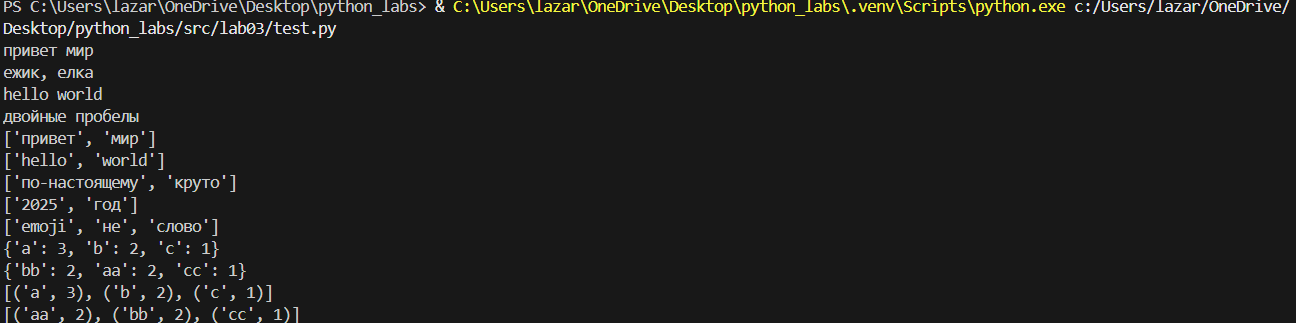 PS C:\Users\lazar\OneDrive\Desktop\python_labs> & C:\Users\lazar\OneDrive\Desktop\python_labs\.venv\Scripts\python.exe c:/Users/lazar/OneDrive/
Desktop/python_labs/src/lab03/test.py
привет мир
ежик, елка
hello world
двойные пробелы
['привет', 'мир']
['hello', 'world']
['по-настоящему', 'круто']
['2025', 'год']
['emoji', 'не', 'слово']
{'a': 3, 'b': 2, 'c': 1}
{'bb': 2, 'aa': 2, 'cc': 1}
[('a', 3), ('b', 2), ('c', 1)]
[('aa', 2), ('bb', 2), ('cc', 1)]